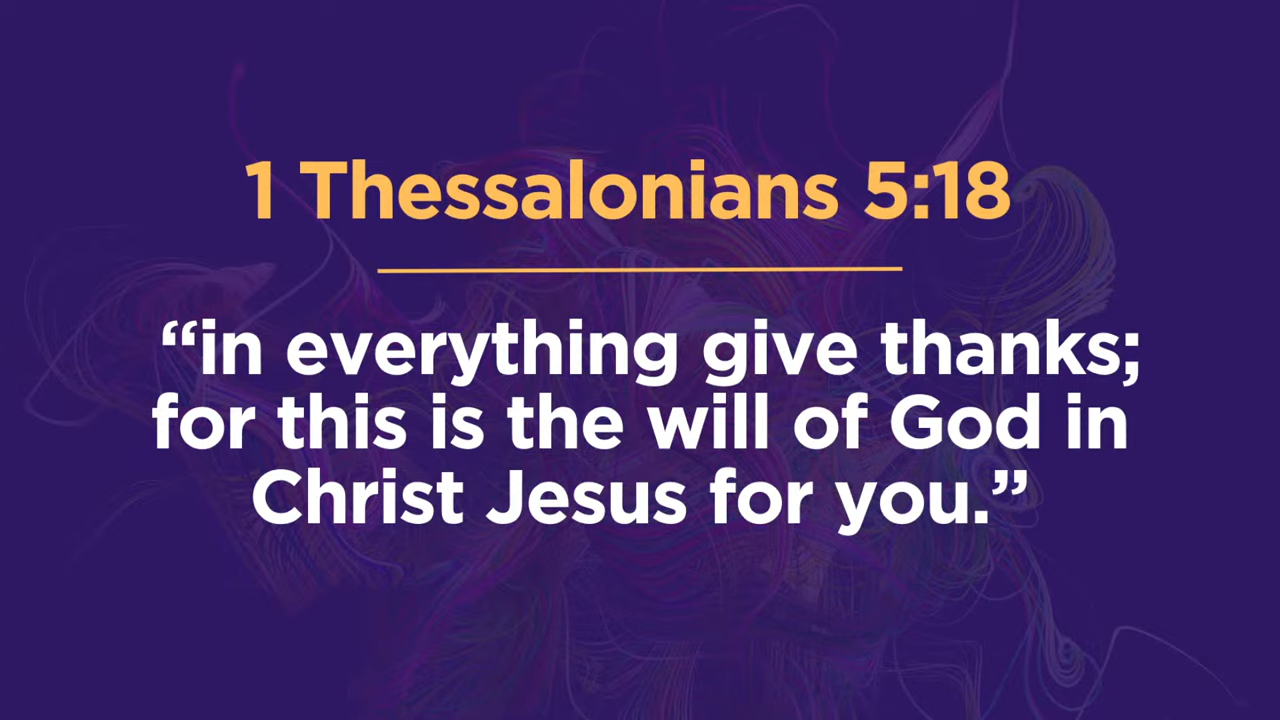 1 Thessalonians 5:18
“in everything give thanks;
for this is the will of God in
Christ Jesus for you.”